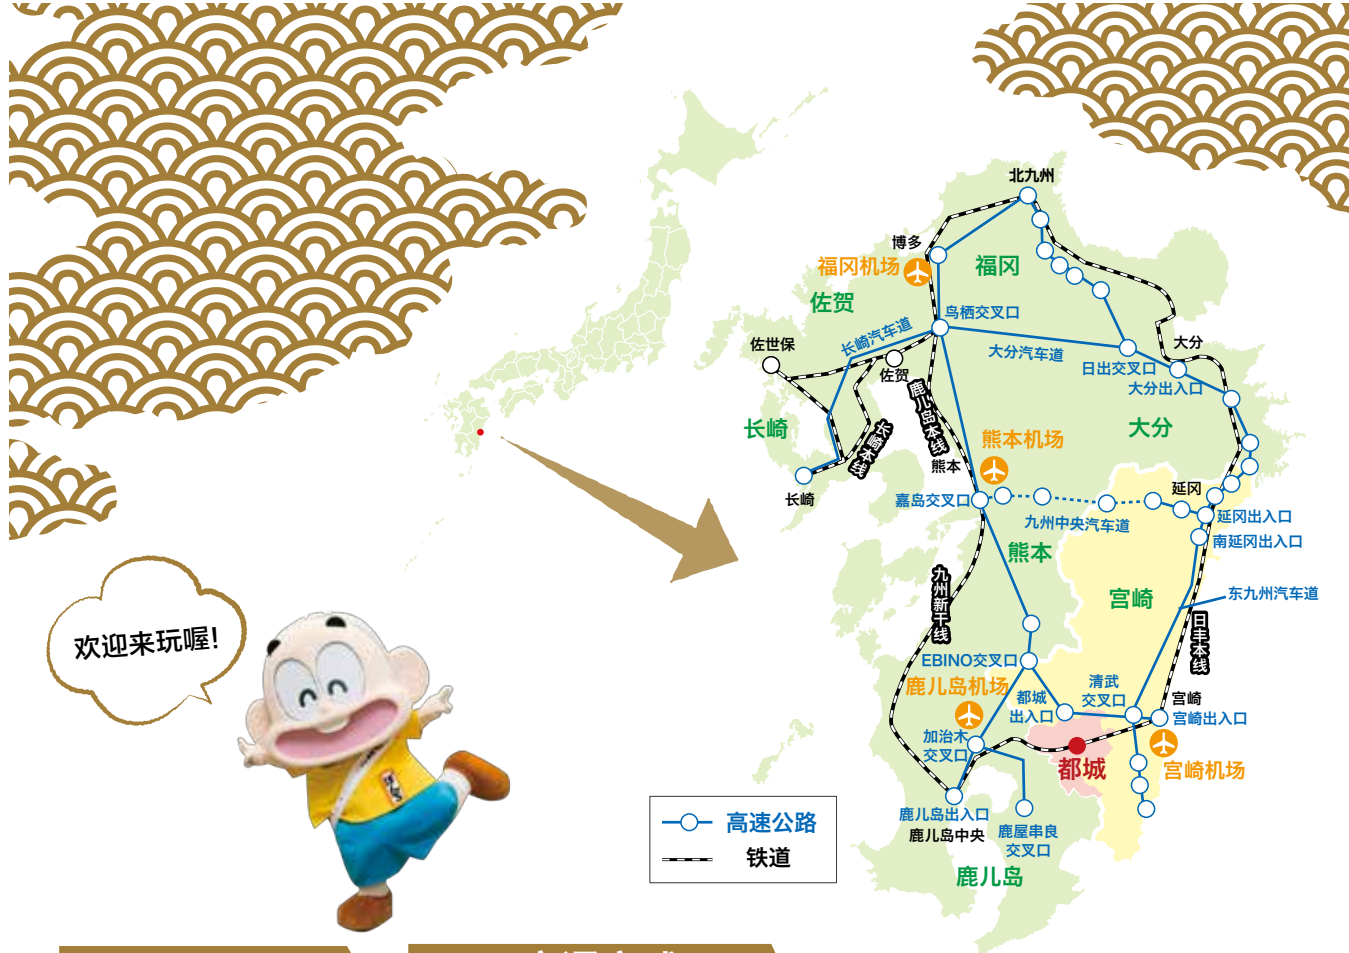 北九州
博多
福冈机场
福冈
佐贺
鸟栖交叉口
长崎汽车道
大分汽车道
大分
佐世保
佐贺
日出交叉口
大分出入口
鹿儿岛本线
长崎
长崎本线
大分
熊本机场
熊本
延冈
长崎
嘉岛交叉口
九州中央汽车道
延冈出入口
南延冈出入口
熊本
九州新干线
宫崎
东九州汽车道
日丰本线
欢迎来玩喔!
EBINO交叉口
鹿儿岛机场
都城
出入口
清武
交叉口
宫崎
宫崎出入口
加治木
交叉口
都城
宫崎机场
鹿儿岛出入口
鹿儿岛中央
鹿屋串良
交叉口
鹿儿岛
高速公路
铁道